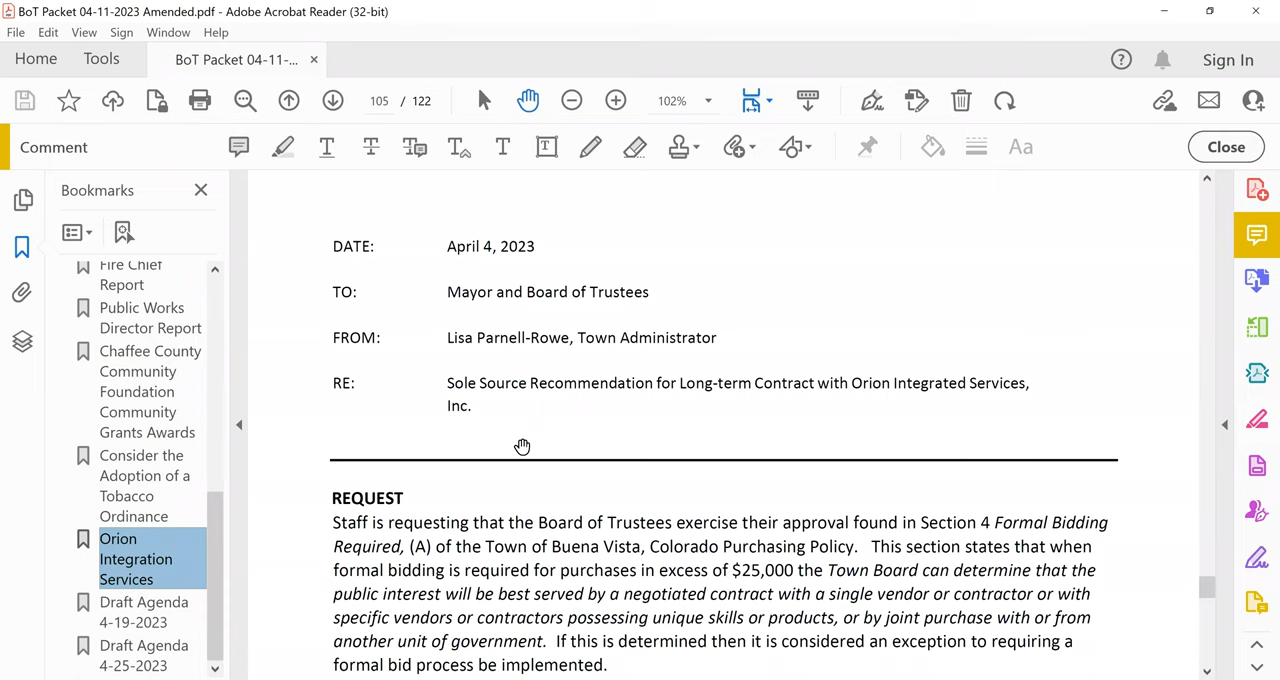 BoT Packet 04-11-2023 Amended.pdf - Adobe Acrobat Reader (32-bit)
File Edit View Sign Window Help
Home Tools BoT Packet 04-11-... × Sign In
105 / 122 102%
Comment Close
Bookmarks
Fire Chief
Report
Public Works
Director Report
Chaffee County
Community
Foundation
Community
Grants Awards
Consider the
Adoption of a
Tobacco
Ordinance
Orion
Integration
Services
Draft Agenda
4-19-2023
Draft Agenda
4-25-2023
DATE: April 4, 2023
TO: Mayor and Board of Trustees
FROM: Lisa Parnell-Rowe, Town Administrator
RE: Sole Source Recommendation for Long-term Contract with Orion Integrated Services,
Inc.
REQUEST
Staff is requesting that the Board of Trustees exercise their approval found in Section 4 Formal Bidding
Required, (A) of the Town of Buena Vista, Colorado Purchasing Policy. This section states that when
formal bidding is required for purchases in excess of $25,000 the Town Board can determine that the
public interest will be best served by a negotiated contract with a single vendor or contractor or with
specific vendors or contractors possessing unique skills or products, or by joint purchase with or from
another unit of government. If this is determined then it is considered an exception to requiring a
formal bid process be implemented.